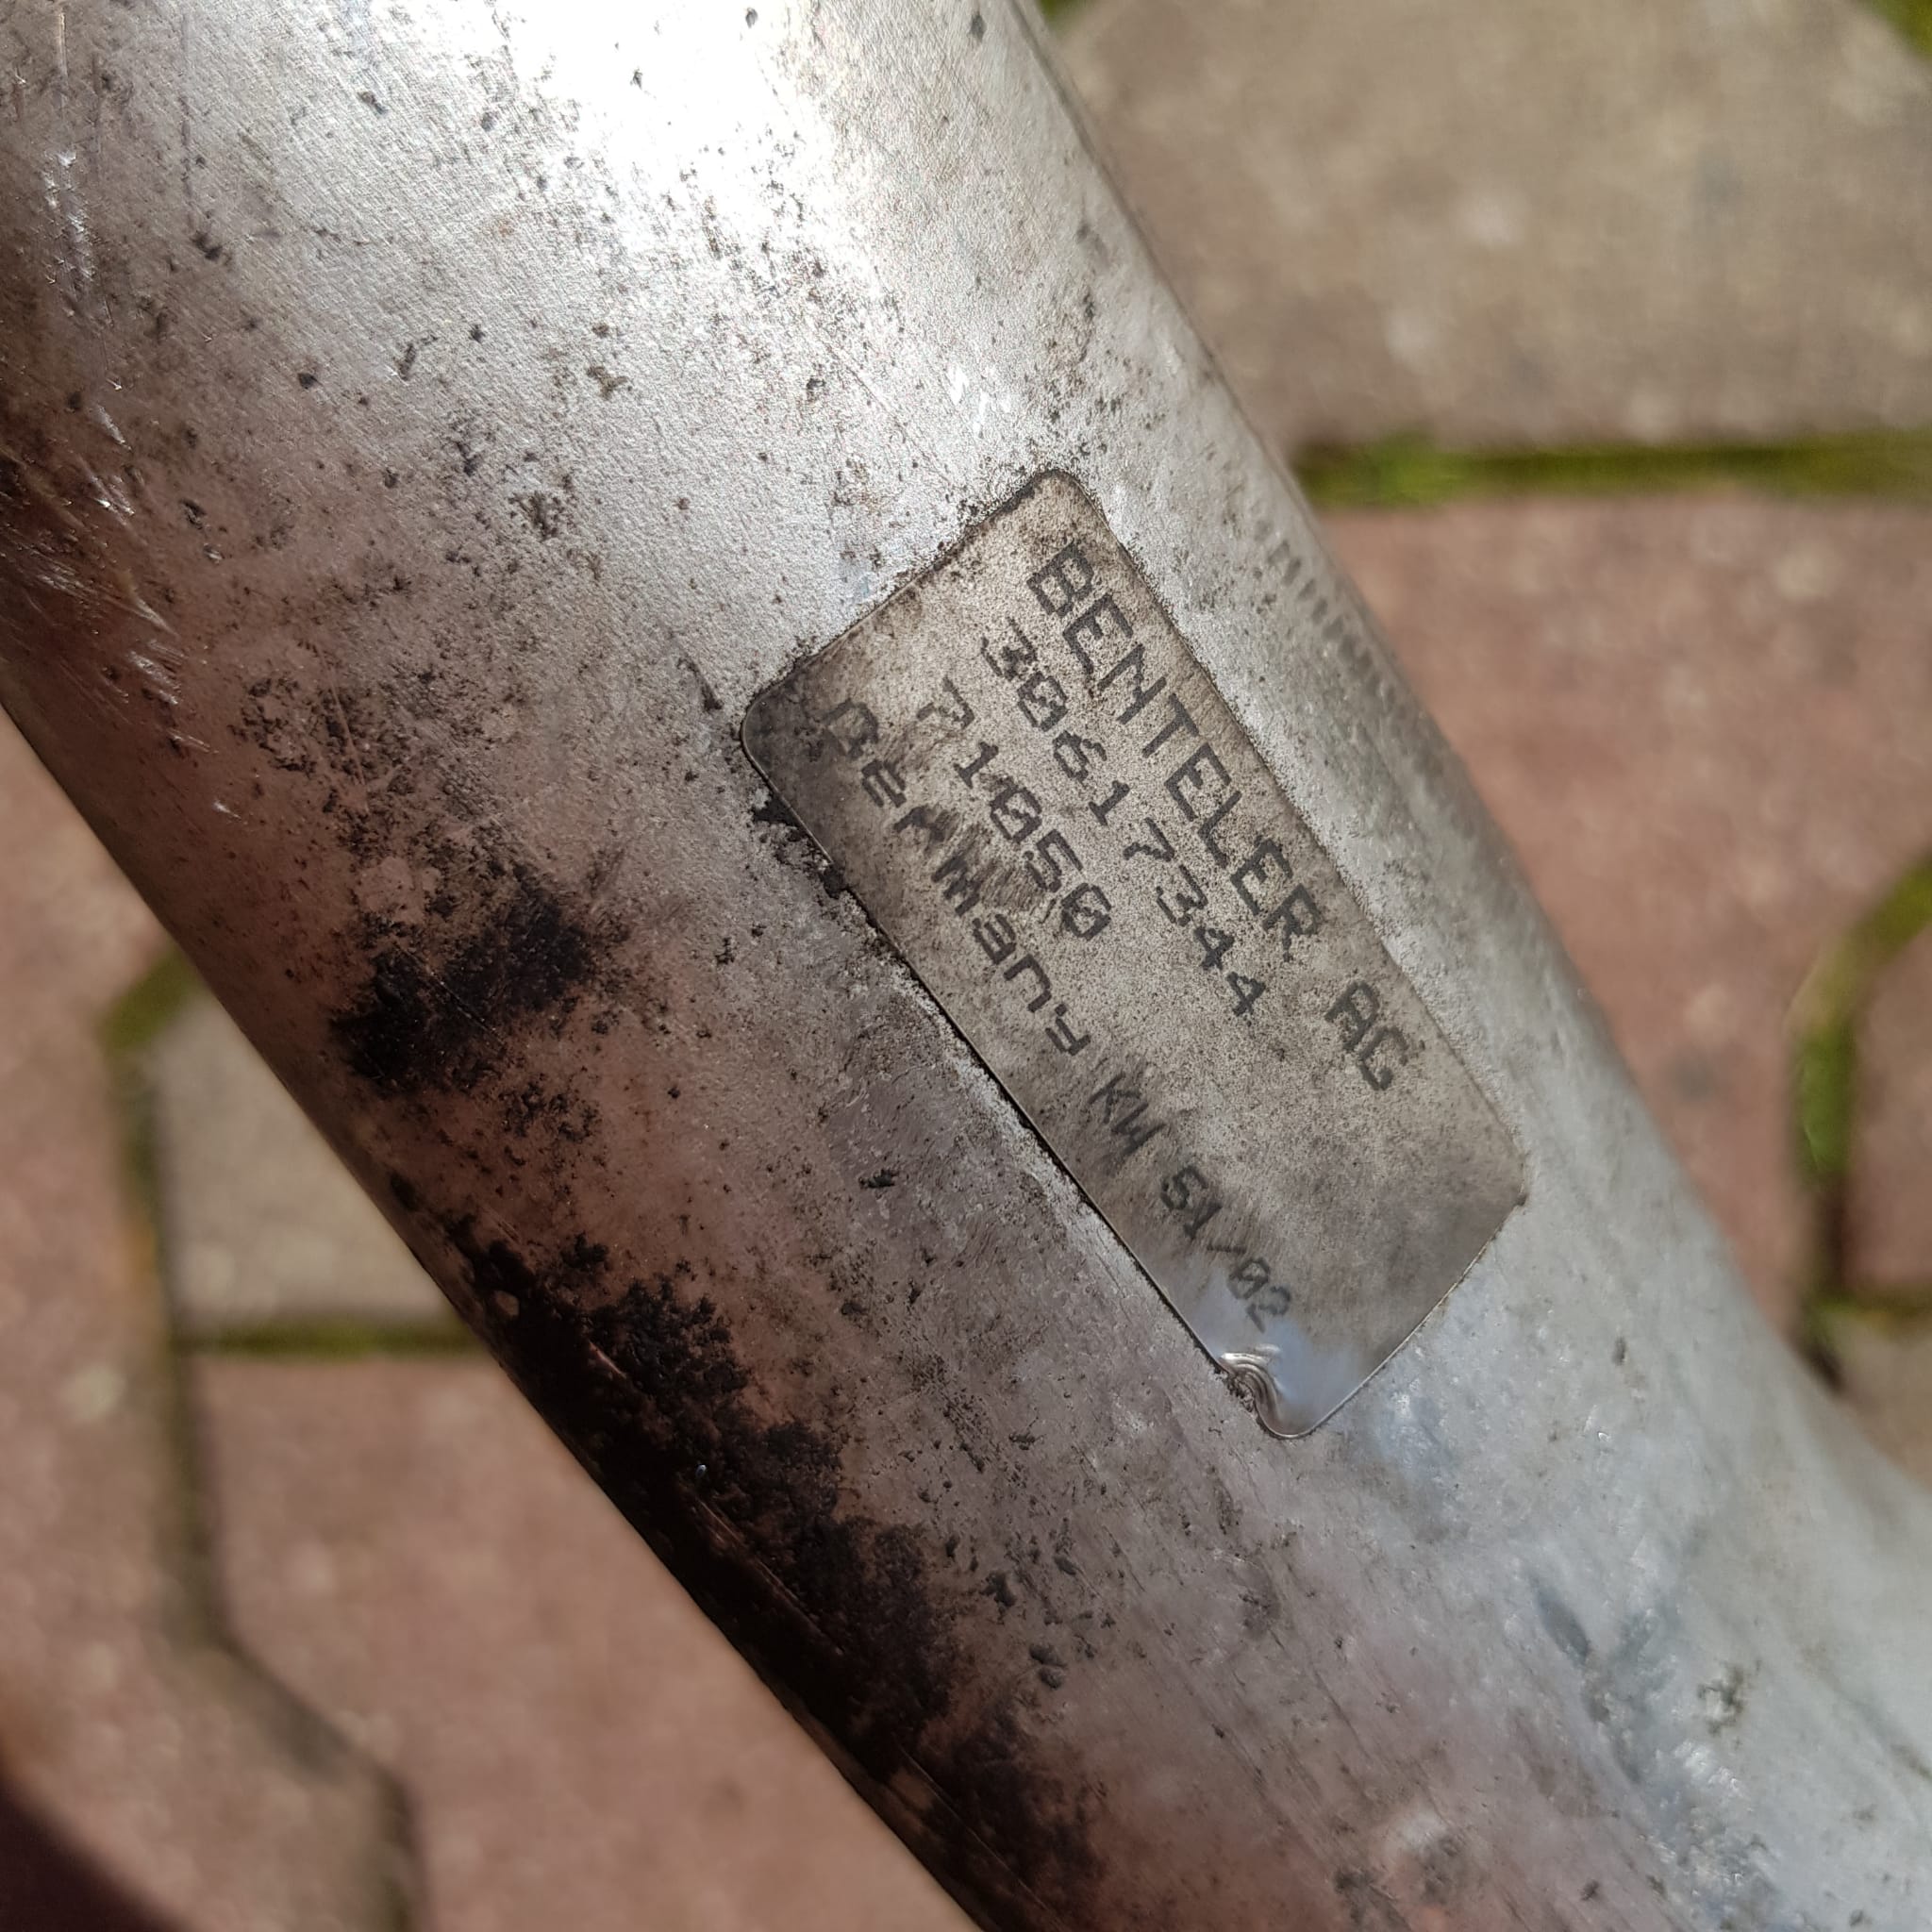 BENTELER AG
30617344
71050
Germany KW 51/02